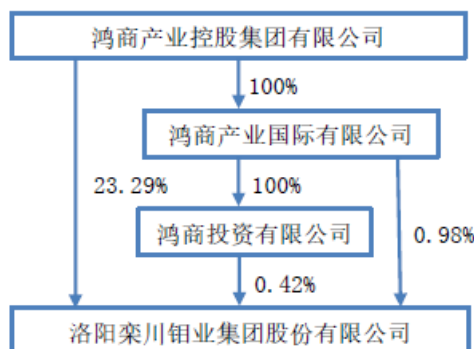 鸿商产业控股集团有限公司
100%
鸿商产业国际有限公司
23.29%
100%
鸿商投资有限公司
0.98%
0.42%
洛阳栾川钼业集团股份有限公司